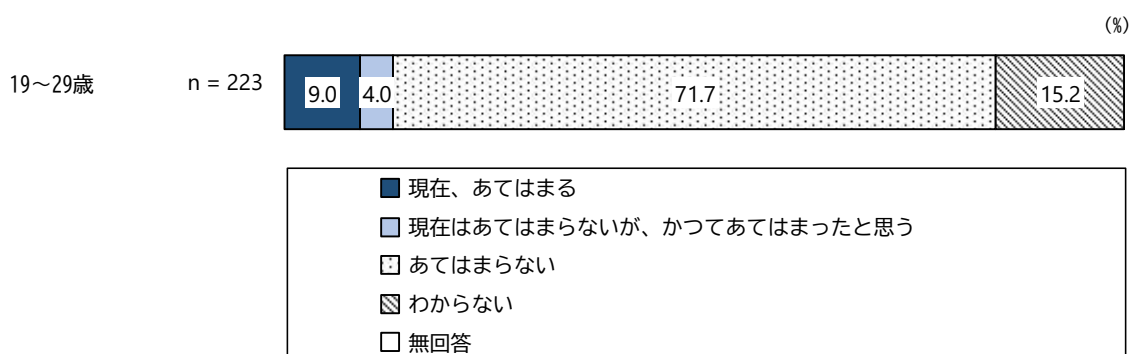 (%)
19～29歳 n = 223 9.0 4.0 71.7 15.2
現在、あてはまる
現在はあてはまらないが、かつてあてはまったと思う
あてはまらない
わからない
無回答